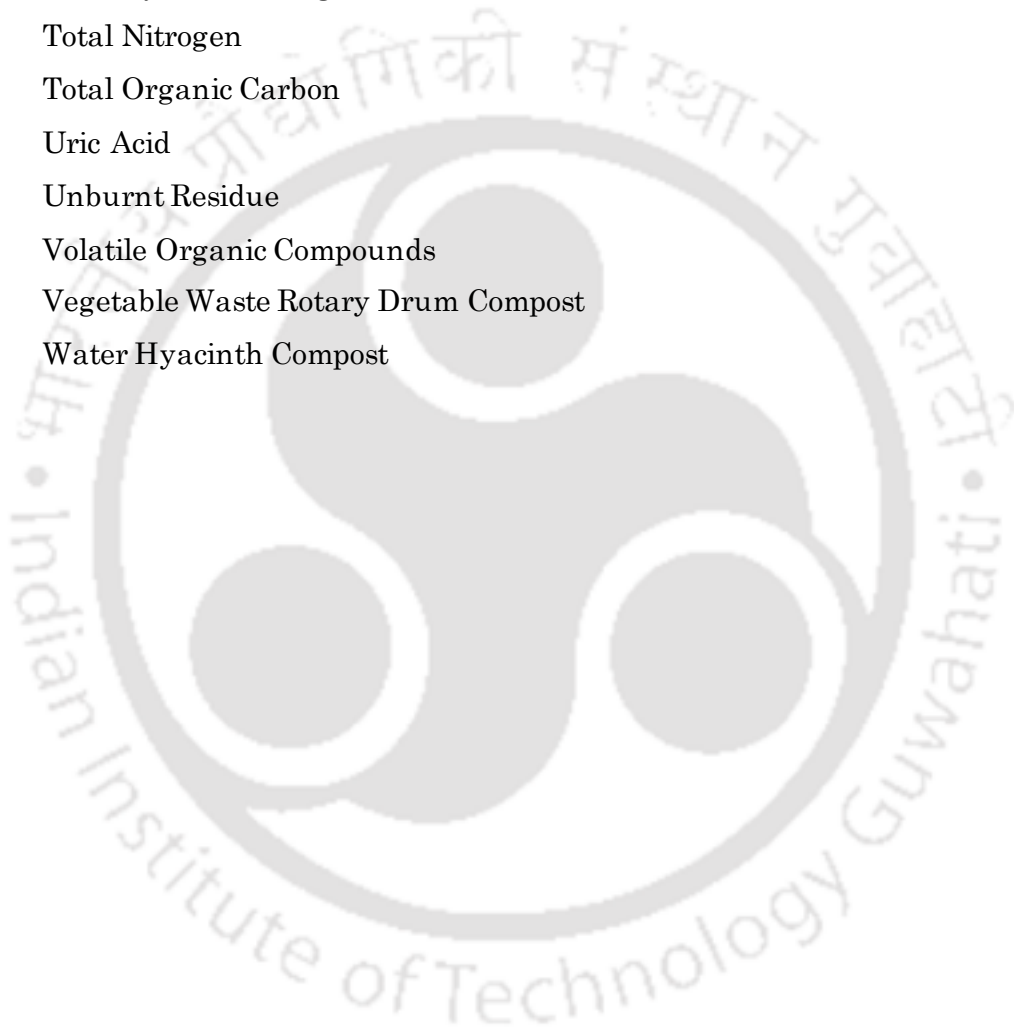 Total Nitrogen
Total Organic Carbon
Uric Acid
Unburnt Residue
Volatile Organic Compounds
Vegetable Waste Rotary Drum Compost
Water Hyacinth Compost
Indian Institute of Technology Guwahati